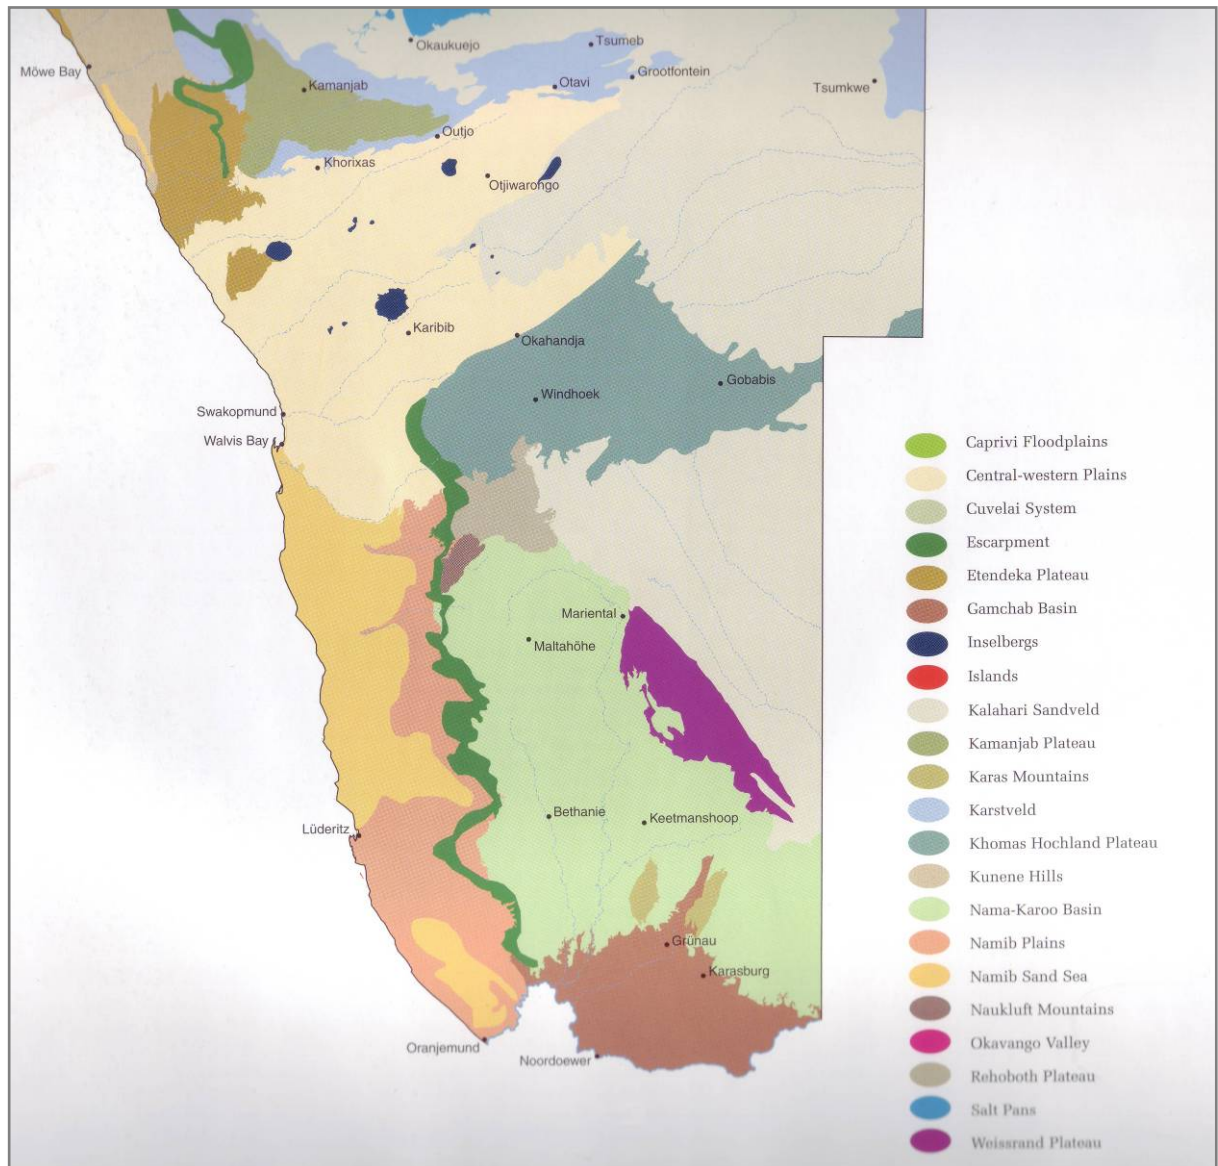 Okaukuejo
Tsumeb
Möwe Bay
Grootfontein
Kamanjab
Otavi
Tsumkwe
Outjo
Khorixas
Otjiwarongo
Karibib
Okahandja
Gobabis
Windhoek
Swakopmund
Walvis Bay
Mariental
Maltahöhe
Bethanie
Keetmanshoop
Lüderitz
Grünau
Karasburg
Oranjemund
Noordoewer
Caprivi Floodplains
Central-western Plains
Cuvelai System
Escarpment
Etendeka Plateau
Gamchab Basin
Inselbergs
Islands
Kalahari Sandveld
Kamanjab Plateau
Karas Mountains
Karstveld
Khomas Hochland Plateau
Kunene Hills
Nama-Karoo Basin
Namib Plains
Namib Sand Sea
Naukluft Mountains
Okavango Valley
Rehoboth Plateau
Salt Pans
Weissrand Plateau